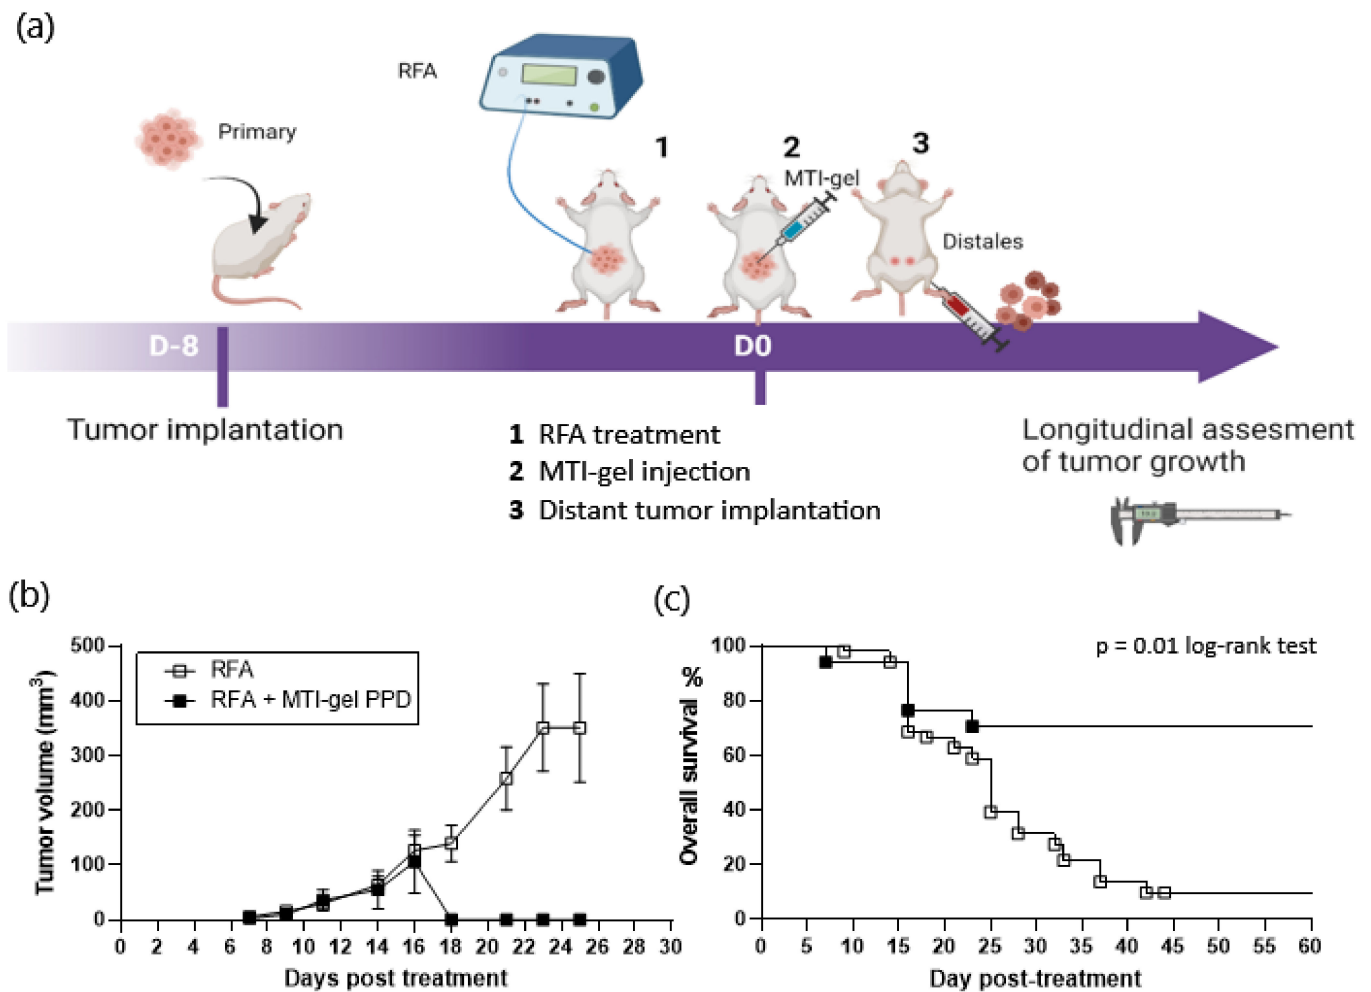 (a)
RFA
Primary
1
2
3
MTI-gel
Distales
D-8
D0
Tumor implantation
1 RFA treatment
2 MTI-gel injection
3 Distant tumor implantation
Longitudinal assesment
of tumor growth
(b)
Tumor volume (mm³)
500
400
300
200
100
0
RFA
RFA + MTI-gel PPD
0 2 4 6 8 10 12 14 16 18 20 22 24 26 28 30
Days post treatment
(c)
p = 0.01 log-rank test
Overall survival %
100
80
60
40
20
0
0 5 10 15 20 25 30 35 40 45 50 55 60
Day post-treatment